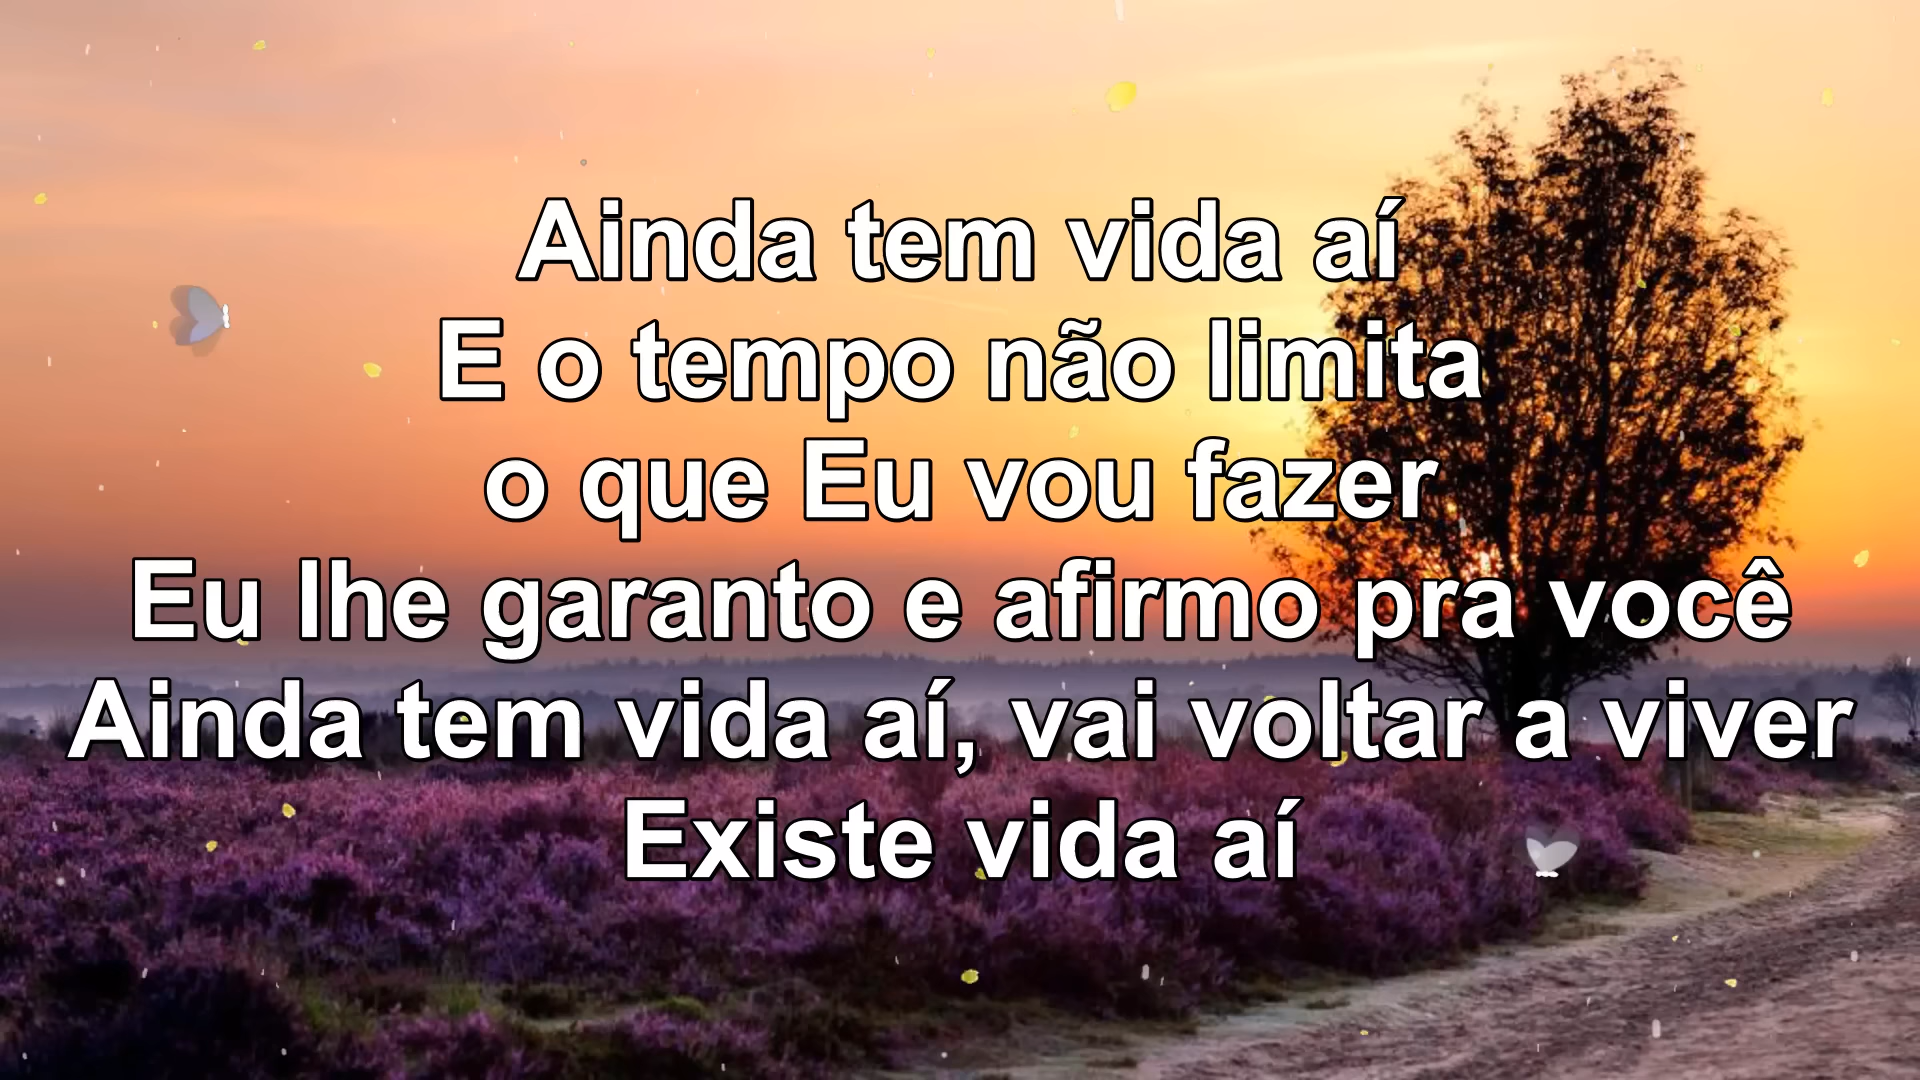 Ainda tem vida aí
E o tempo não limita
o que Eu vou fazer
Eu lhe garanto e afirmo pra você
Ainda tem vida aí, vai voltar a viver
Existe vida aí